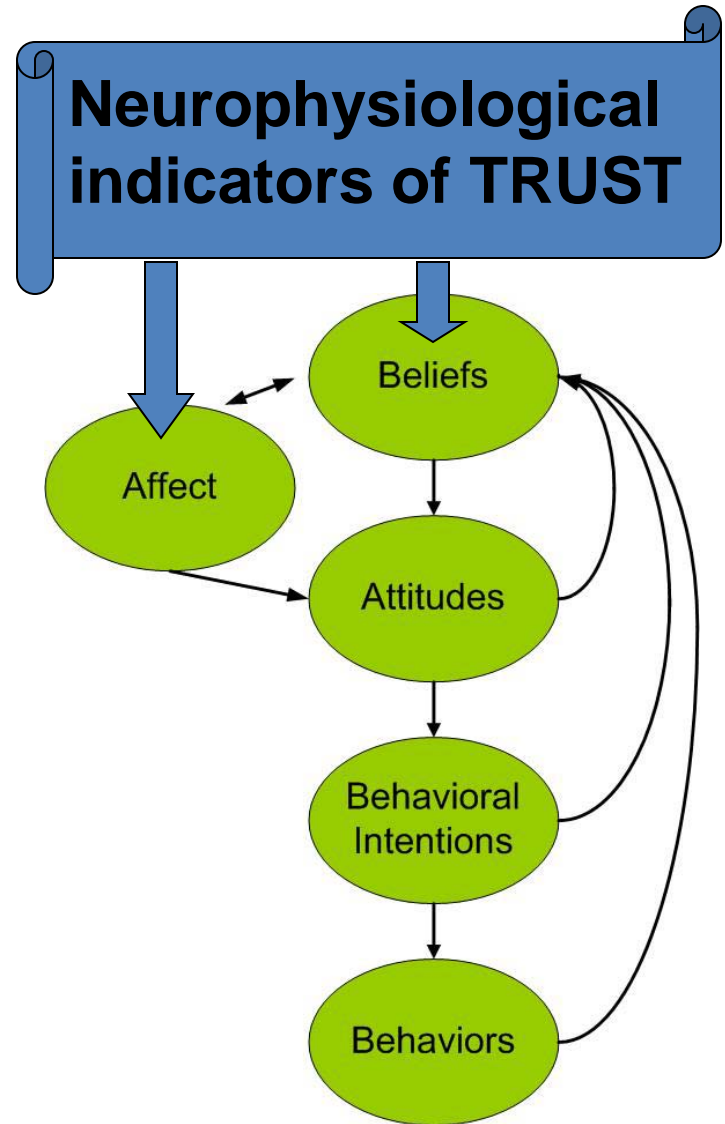 Neurophysiological
indicators of TRUST
Beliefs
Affect
Attitudes
Behavioral
Intentions
Behaviors